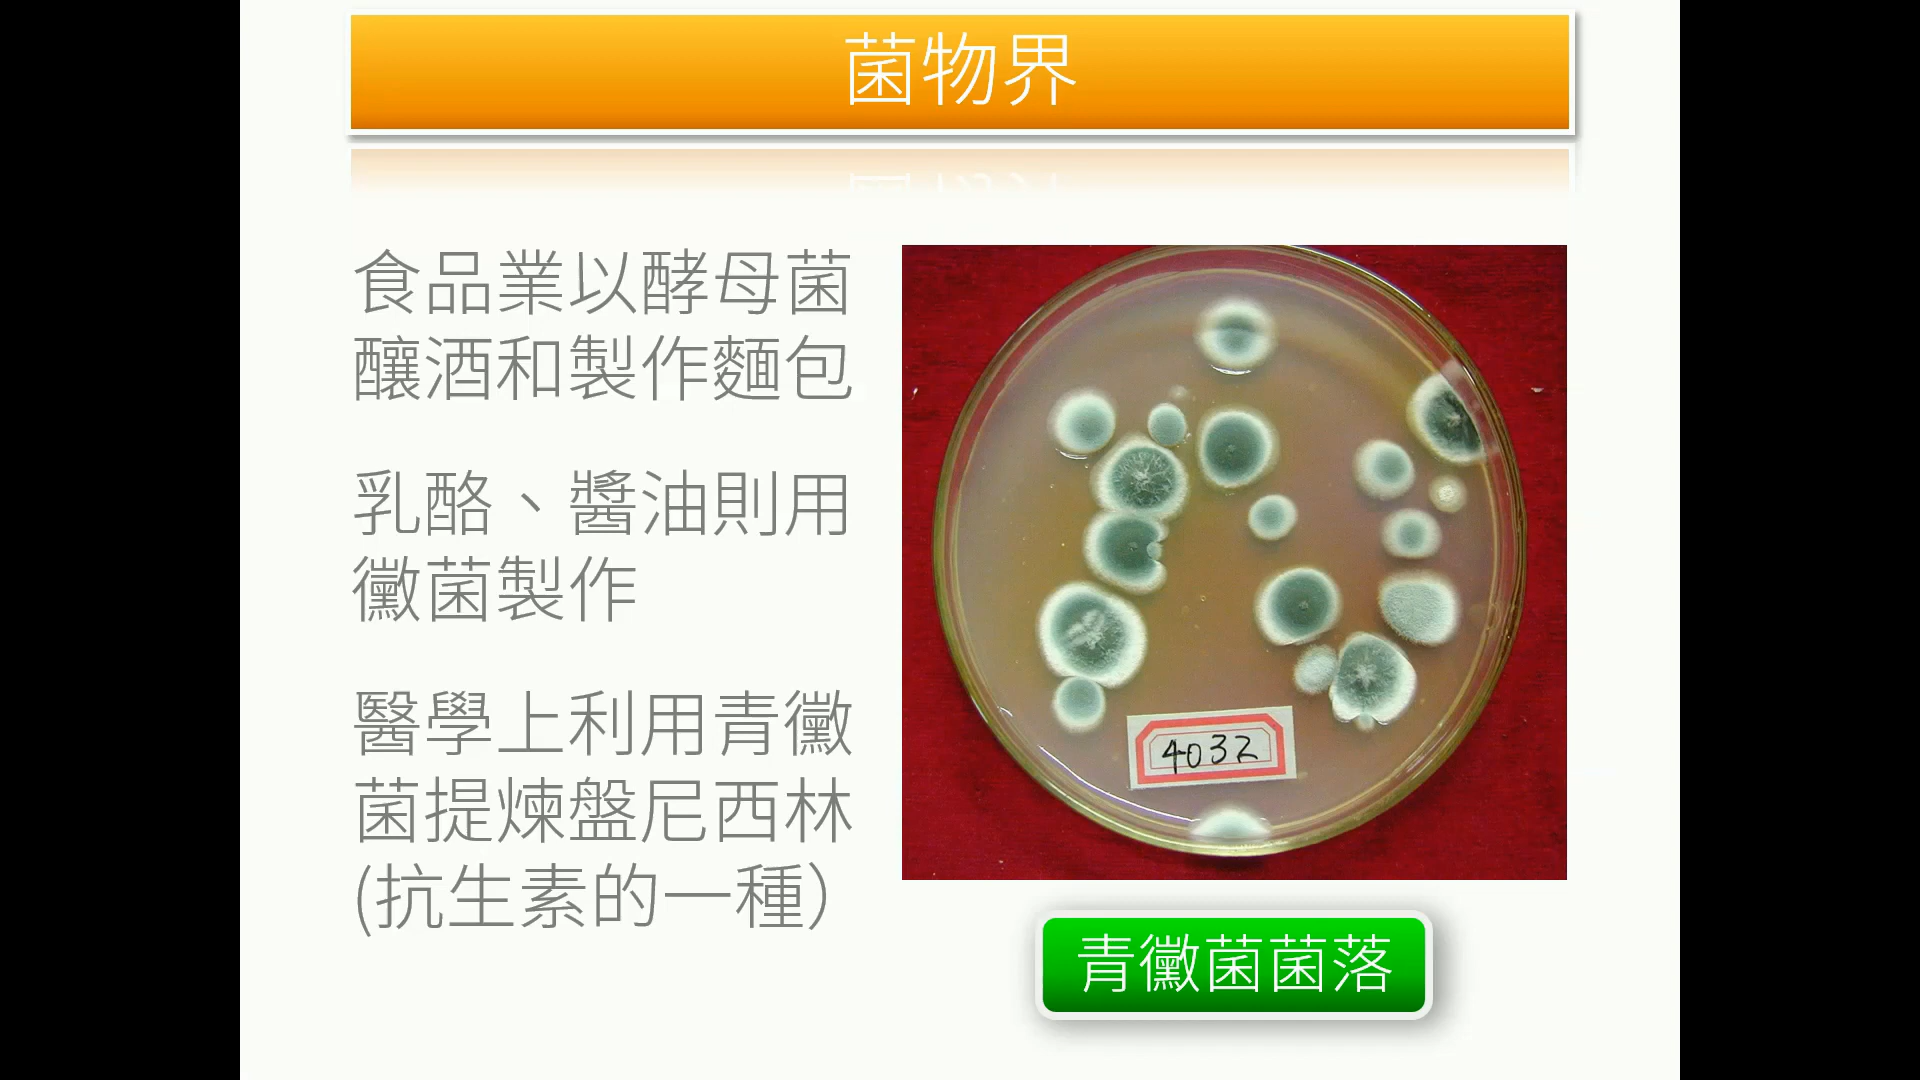 菌物界
食品業以酵母菌
釀酒和製作麵包
乳酪、醬油則用
黴菌製作
醫學上利用青黴
菌提煉盤尼西林
(抗生素的一種)
4032
青黴菌菌落